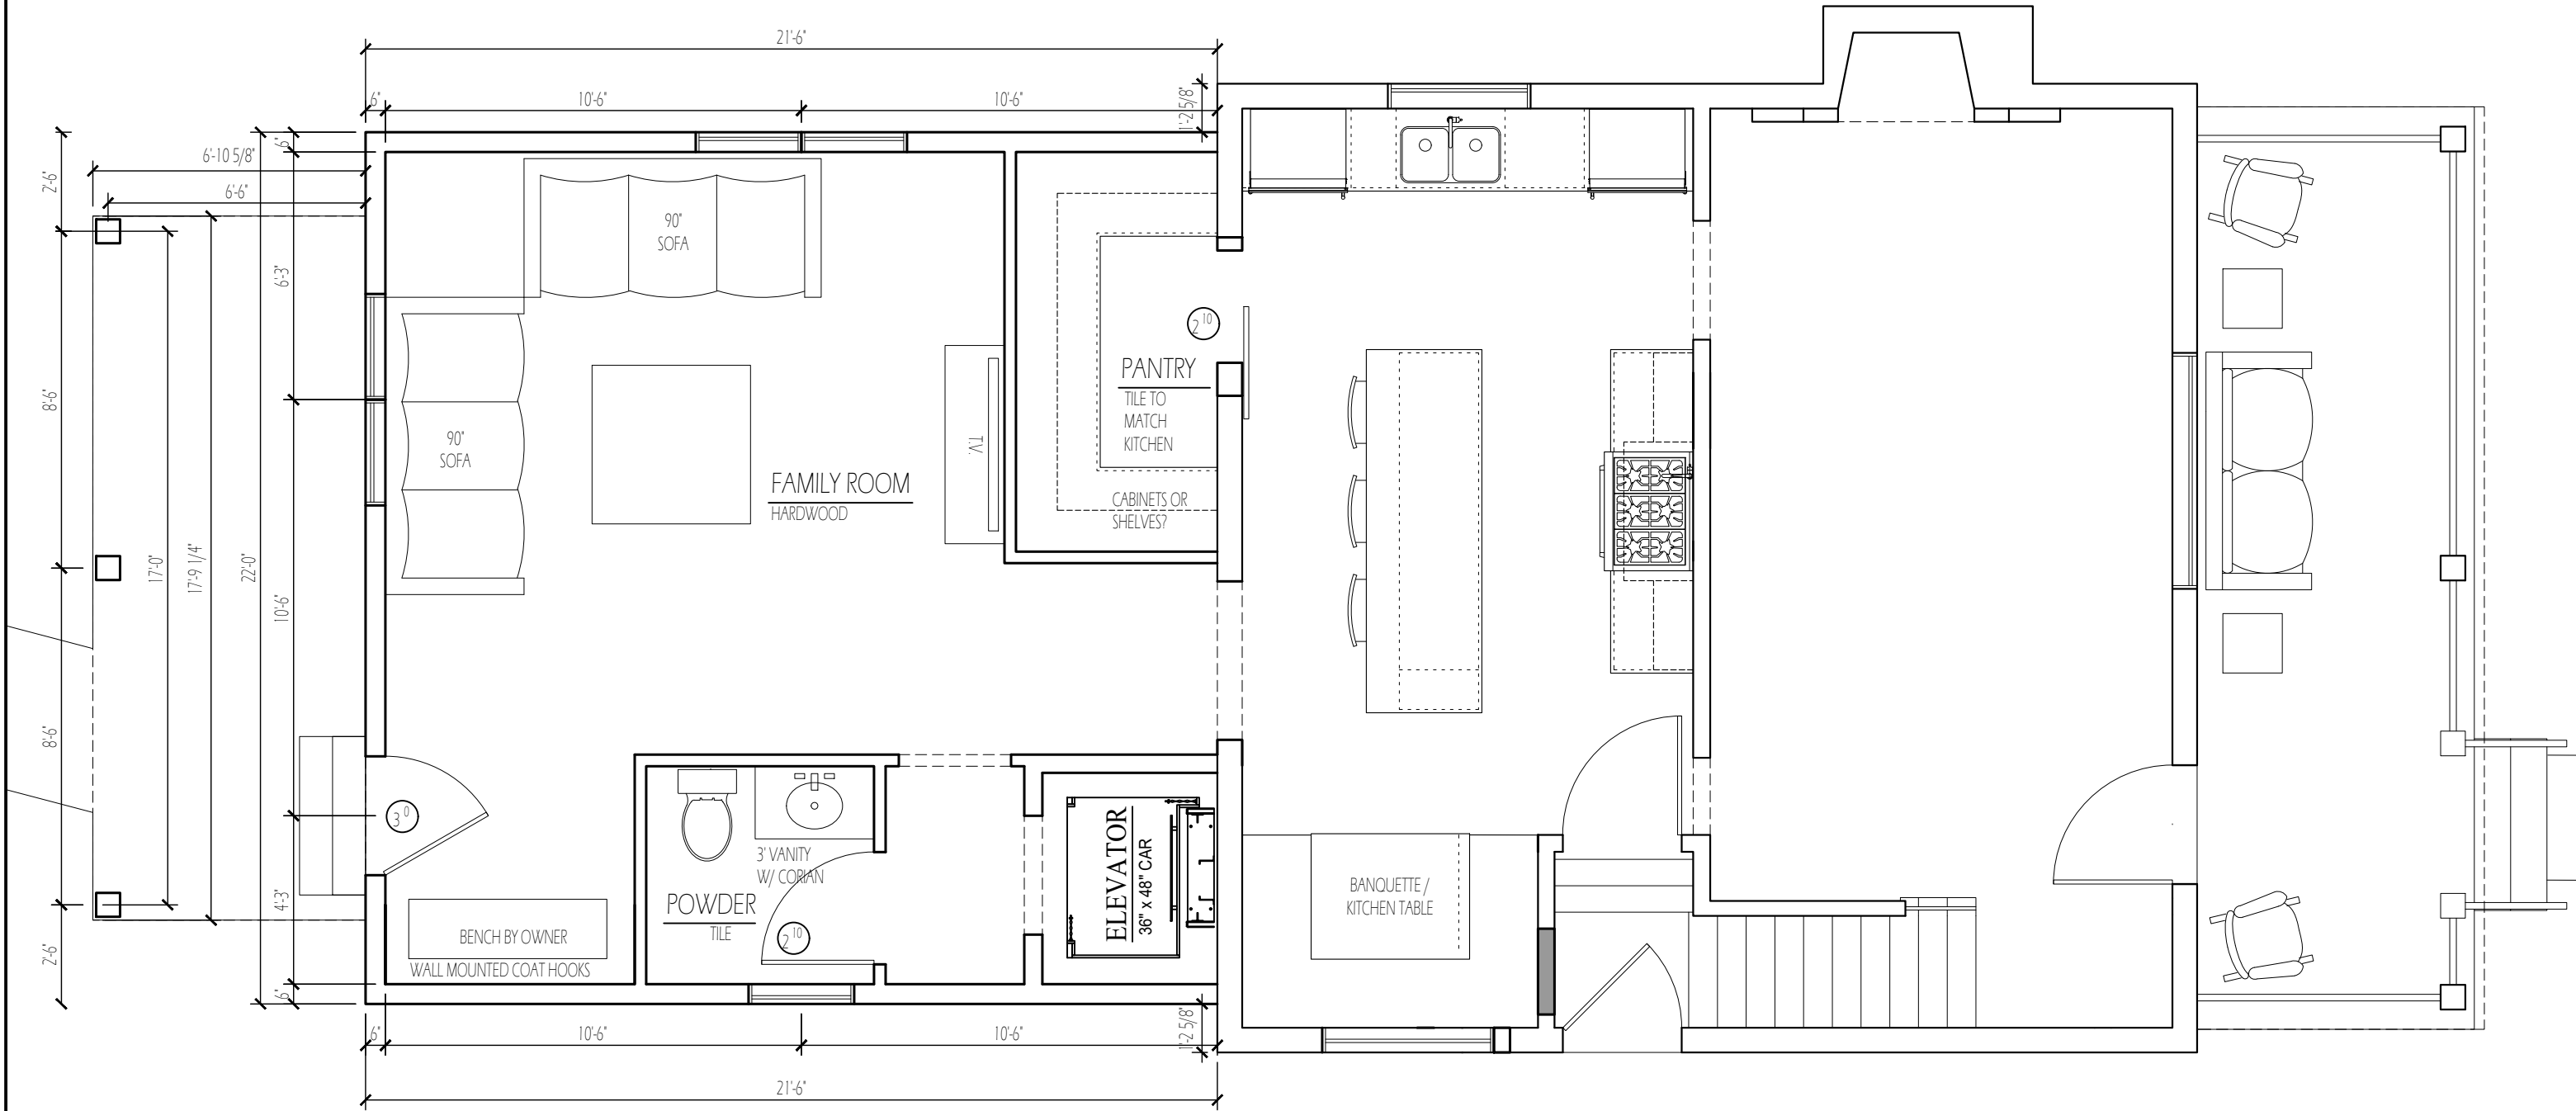 21'-6"
6"
10'-6"
10'-6"
1'-2 5/8"
6'-10 5/8"
6'-6"
2'-6"
6"
6'-3"
8'-6"
17'-0"
17'-9 1/4"
22'-0"
10'-6"
8'-6"
4'-3"
2'-6"
6"
90"
SOFA
90"
SOFA
T.V.
FAMILY ROOM
HARDWOOD
2 10
PANTRY
TILE TO
MATCH
KITCHEN
CABINETS OR
SHELVES?
3 0
BENCH BY OWNER
WALL MOUNTED COAT HOOKS
3' VANITY
W/ CORIAN
POWDER
TILE
2 10
ELEVATOR
36" x 48" CAR
BANQUETTE /
KITCHEN TABLE
6"
10'-6"
10'-6"
1'-2 5/8"
21'-6"